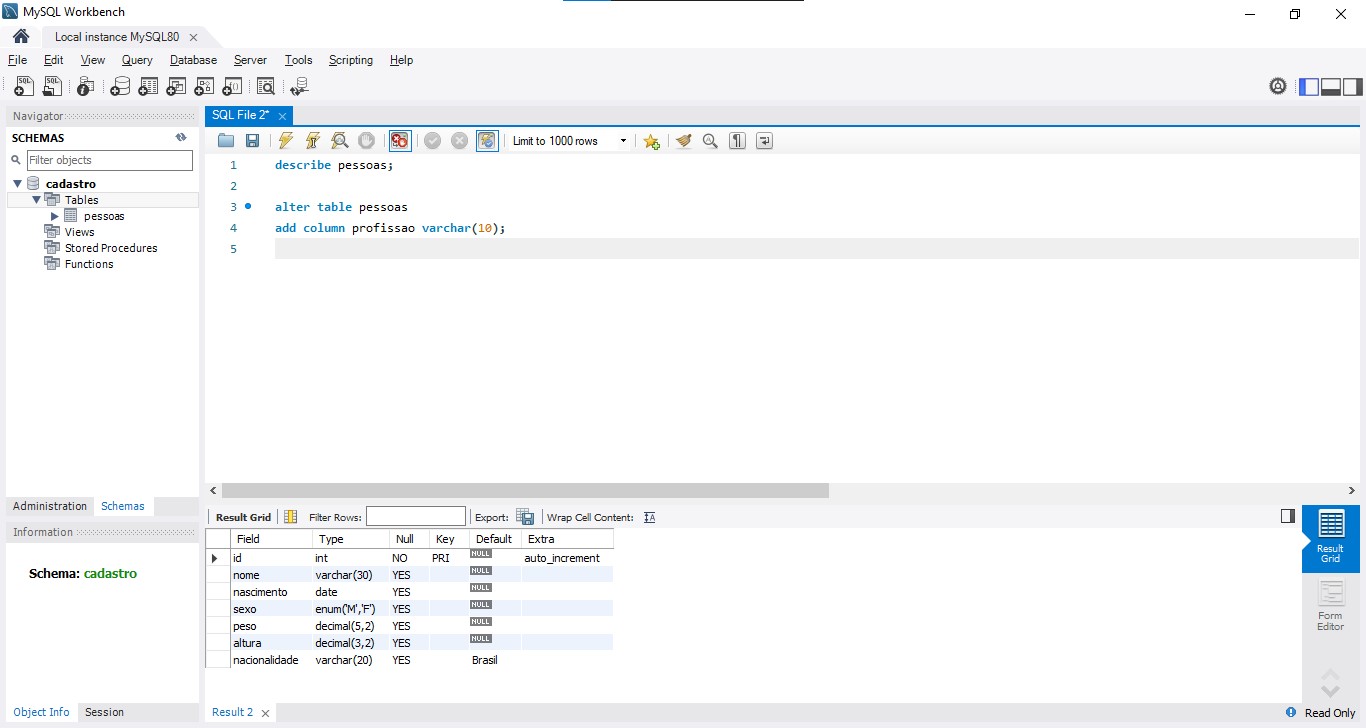 MySQL Workbench
Local instance MySQL80
File Edit View Query Database Server Tools Scripting Help
Navigator
SCHEMAS
Filter objects
cadastro
Tables
pessoas
Views
Stored Procedures
Functions
Administration Schemas
Information
Schema: cadastro
Object Info Session
SQL File 2*
Limit to 1000 rows
1 describe pessoas;
2
3 alter table pessoas
4 add column profissao varchar(10);
5
Result Grid Filter Rows: Export: Wrap Cell Content:
Field Type Null Key Default Extra
id int NO PRI NULL auto_increment
nome varchar(30) YES NULL
nascimento date YES NULL
sexo enum('M','F') YES NULL
peso decimal(5,2) YES NULL
altura decimal(3,2) YES NULL
nacionalidade varchar(20) YES Brasil
Result
Grid
Form
Editor
Result 2
Read Only